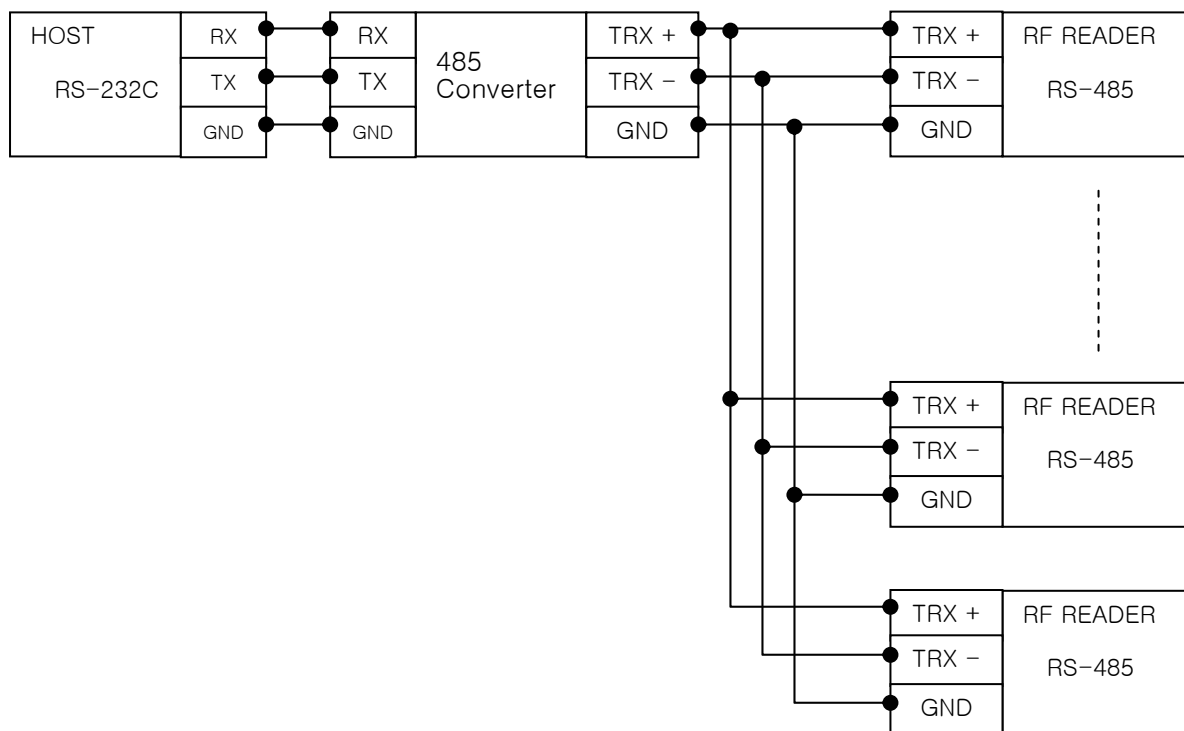 HOST
RS-232C
RX
TX
GND
RX
TX
GND
485
Converter
TRX +
TRX -
GND
TRX +
TRX -
GND
RF READER
RS-485
TRX +
TRX -
GND
RF READER
RS-485
TRX +
TRX -
GND
RF READER
RS-485